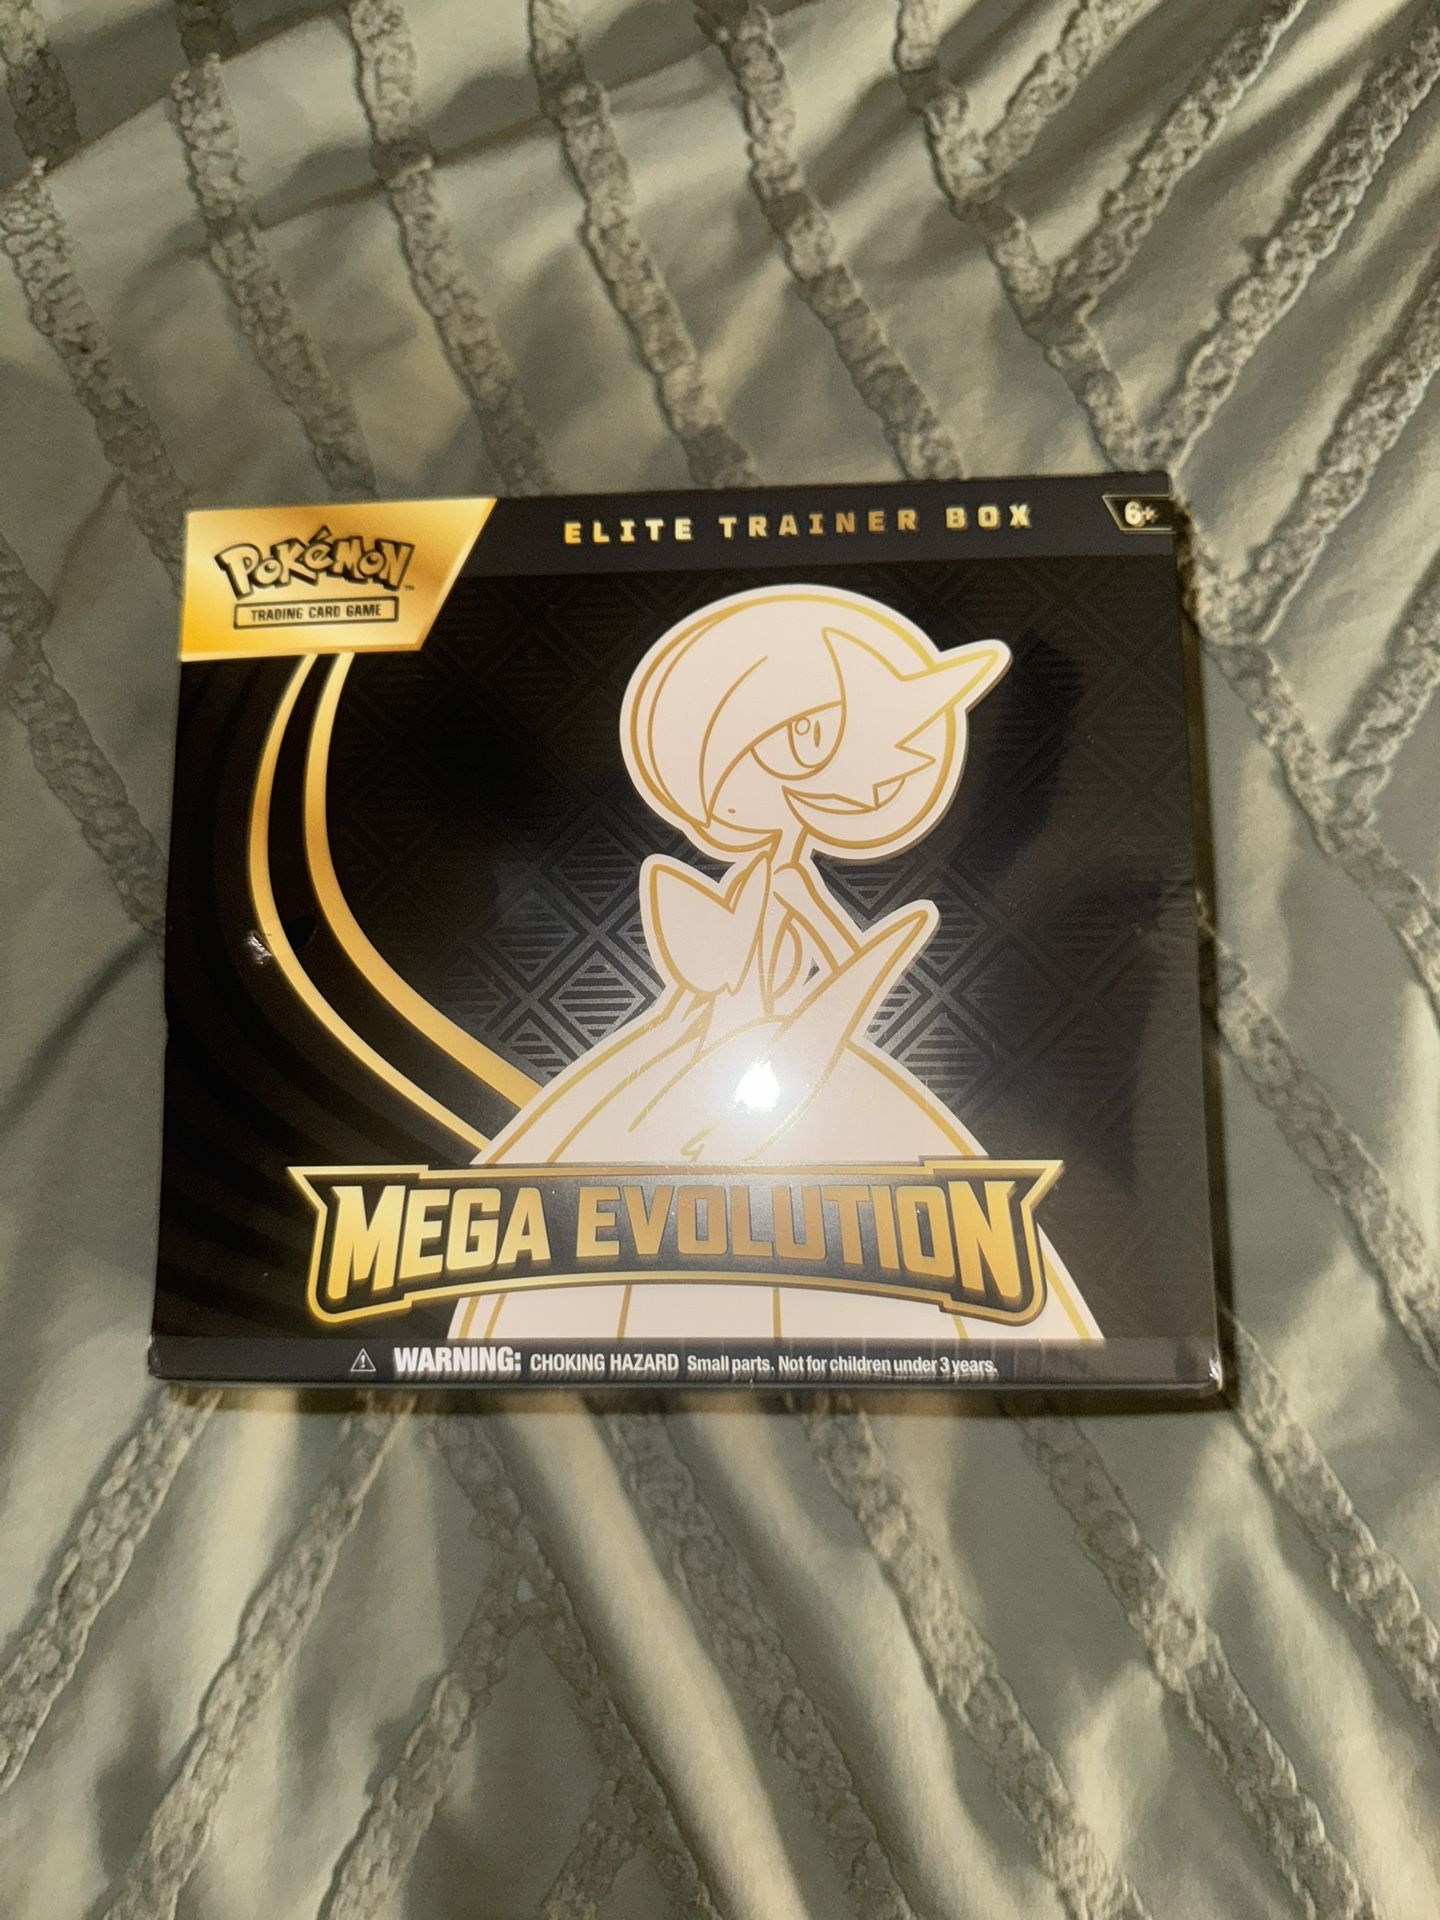 ELITE TRAINER BOX
6+
POKéMON™
TRADING CARD GAME
MEGA EVOLUTION
⚠ WARNING: CHOKING HAZARD Small parts. Not for children under 3 years.